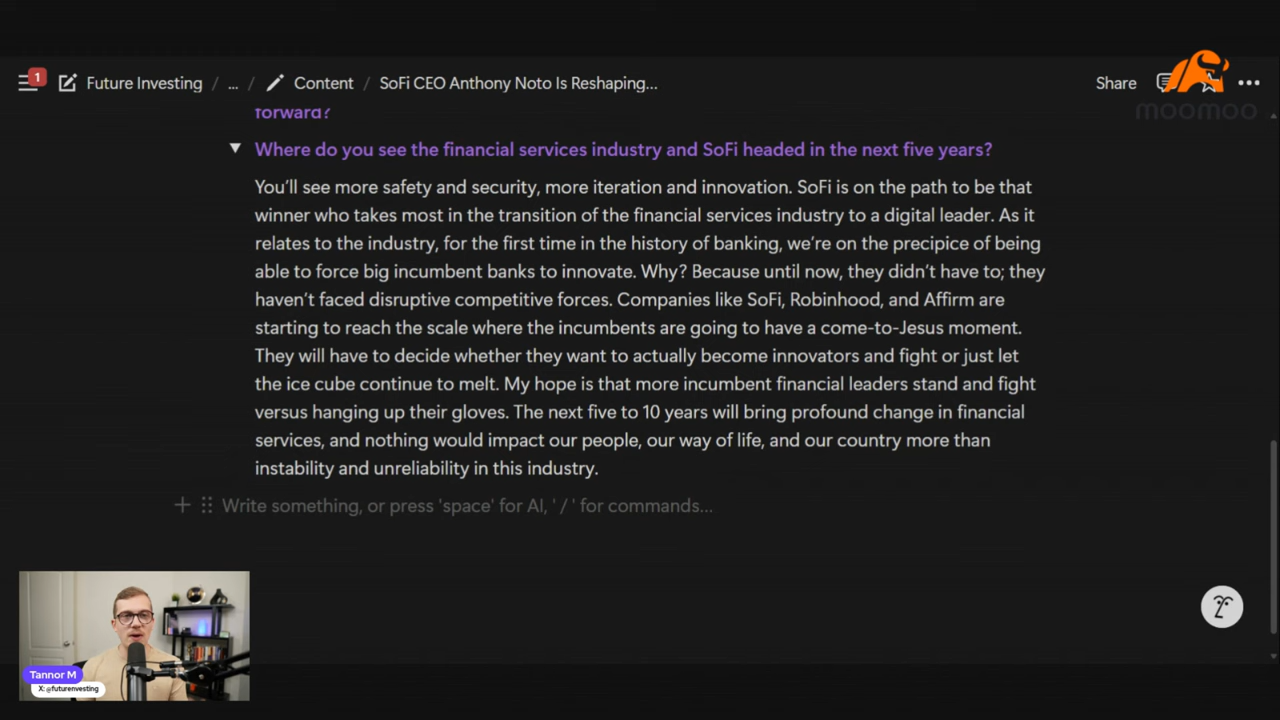 1
Future Investing / ... / Content / SoFi CEO Anthony Noto Is Reshaping...
Share
moomoo
forward?
Where do you see the financial services industry and SoFi headed in the next five years?
You’ll see more safety and security, more iteration and innovation. SoFi is on the path to be that
winner who takes most in the transition of the financial services industry to a digital leader. As it
relates to the industry, for the first time in the history of banking, we’re on the precipice of being
able to force big incumbent banks to innovate. Why? Because until now, they didn’t have to; they
haven’t faced disruptive competitive forces. Companies like SoFi, Robinhood, and Affirm are
starting to reach the scale where the incumbents are going to have a come-to-Jesus moment.
They will have to decide whether they want to actually become innovators and fight or just let
the ice cube continue to melt. My hope is that more incumbent financial leaders stand and fight
versus hanging up their gloves. The next five to 10 years will bring profound change in financial
services, and nothing would impact our people, our way of life, and our country more than
instability and unreliability in this industry.
Write something, or press 'space' for AI, '/' for commands...
Tannor M
X: @futurenvesting